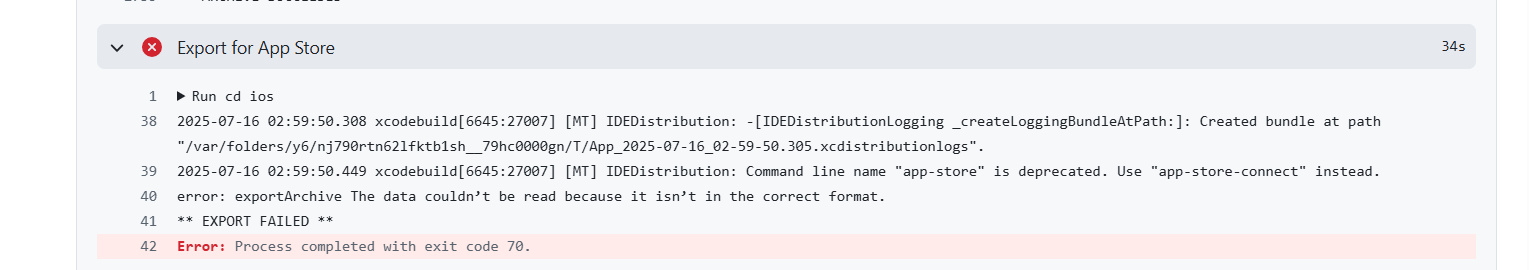 Export for App Store
34s
1 Run cd ios
38 2025-07-16 02:59:50.308 xcodebuild[6645:27007] [MT] IDEDistribution: -[IDEDistributionLogging _createLoggingBundleAtPath:]: Created bundle at path
"/var/folders/y6/nj790rtn62lfktb1sh__79hc0000gn/T/App_2025-07-16_02-59-50.305.xcdistributionlogs".
39 2025-07-16 02:59:50.449 xcodebuild[6645:27007] [MT] IDEDistribution: Command line name "app-store" is deprecated. Use "app-store-connect" instead.
40 error: exportArchive The data couldn’t be read because it isn’t in the correct format.
41 ** EXPORT FAILED **
42 Error: Process completed with exit code 70.